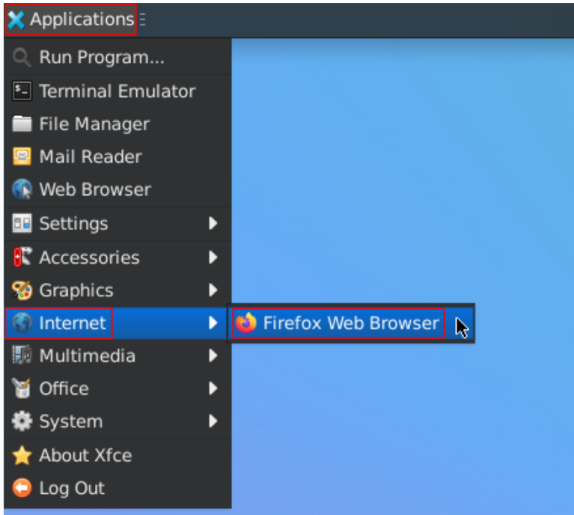 Applications
Run Program...
Terminal Emulator
File Manager
Mail Reader
Web Browser
Settings
Accessories
Graphics
Internet
Firefox Web Browser
Multimedia
Office
System
About Xfce
Log Out